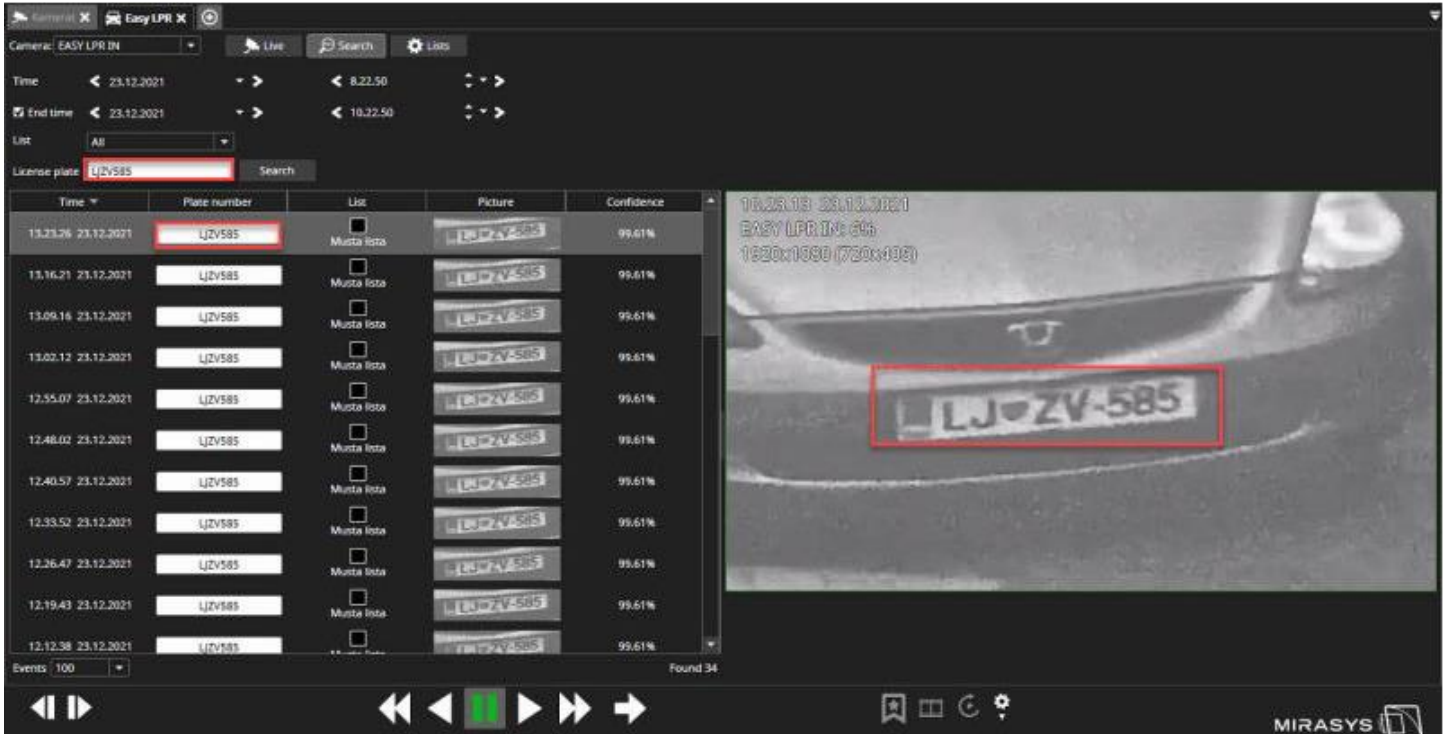 Kamerat X Easy LPR X
Camera: EASY LPR IN Live Search Lists
Time 23.12.2021 8.22.50
End time 23.12.2021 10.22.50
List All
License plate LJZV585 Search
Time Plate number List Picture Confidence
13.23.26 23.12.2021 LJZV585 Musta lista LJ ZV-585 99.61%
13.16.21 23.12.2021 LJZV585 Musta lista LJ ZV-585 99.61%
13.09.16 23.12.2021 LJZV585 Musta lista LJ ZV-585 99.61%
13.02.12 23.12.2021 LJZV585 Musta lista LJ ZV-585 99.61%
12.55.07 23.12.2021 LJZV585 Musta lista LJ ZV-585 99.61%
12.48.02 23.12.2021 LJZV585 Musta lista LJ ZV-585 99.61%
12.40.57 23.12.2021 LJZV585 Musta lista LJ ZV-585 99.61%
12.33.52 23.12.2021 LJZV585 Musta lista LJ ZV-585 99.61%
12.26.47 23.12.2021 LJZV585 Musta lista LJ ZV-585 99.61%
12.19.43 23.12.2021 LJZV585 Musta lista LJ ZV-585 99.61%
12.12.38 23.12.2021 LJZV585 Musta lista LJ ZV-585 99.61%
Events 100 Found 34
23.12.2021
EASY LPR IN: 6%
1920x1080
LJ ZV-585
MIRASYS